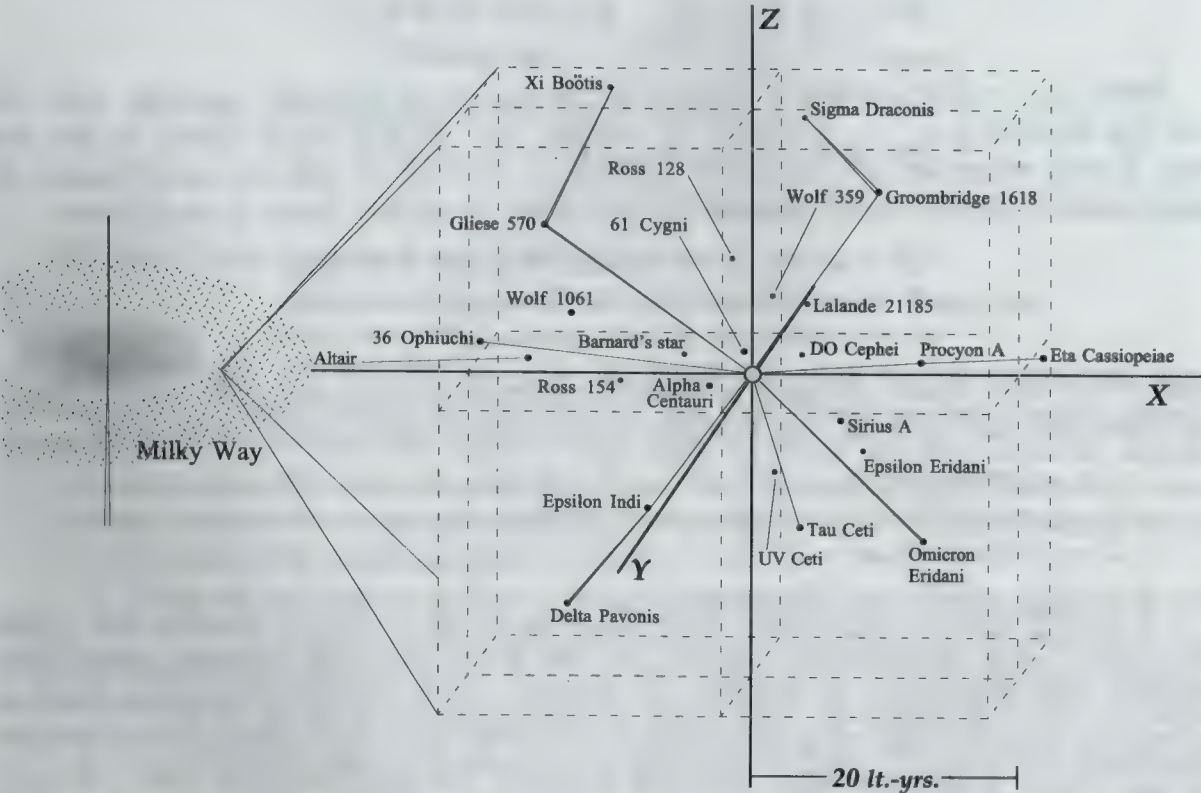 Z
Xi Boötis
Sigma Draconis
Ross 128
Wolf 359
Groombridge 1618
Gliese 570
61 Cygni
Wolf 1061
Lalande 21185
36 Ophiuchi
Barnard's star
DO Cephei
Procyon A
Eta Cassiopeiae
Altair
Ross 154
Alpha
Centauri
X
Sirius A
Milky Way
Epsilon Eridani
Epsilon Indi
Tau Ceti
UV Ceti
Omicron
Eridani
Y
Delta Pavonis
20 lt.-yrs.